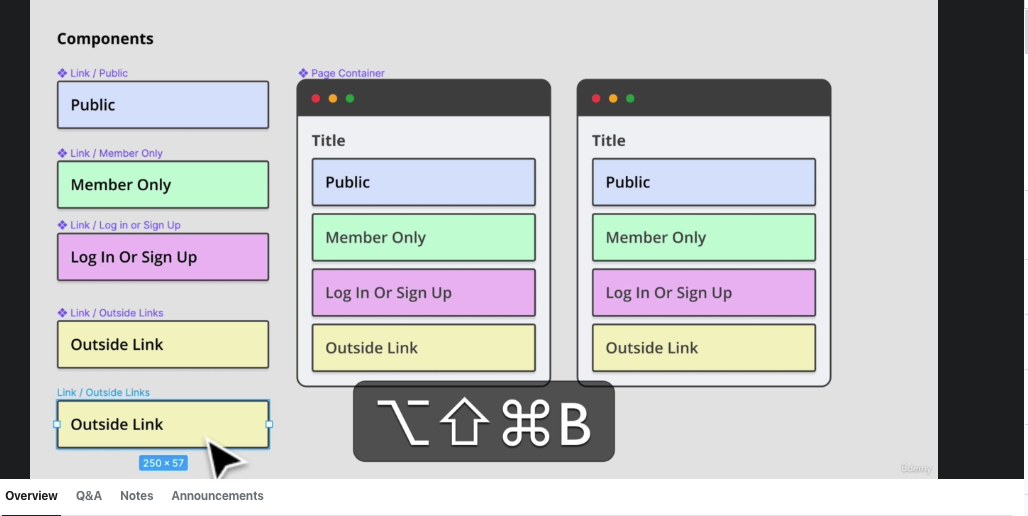 Components
Link / Public
Public
Link / Member Only
Member Only
Link / Log in or Sign Up
Log In Or Sign Up
Link / Outside Links
Outside Link
Link / Outside Links
Outside Link
250 × 57
Page Container
Title
Public
Member Only
Log In Or Sign Up
Outside Link
Title
Public
Member Only
Log In Or Sign Up
Outside Link
⌥⇧⌘B
Udemy
Overview Q&A Notes Announcements